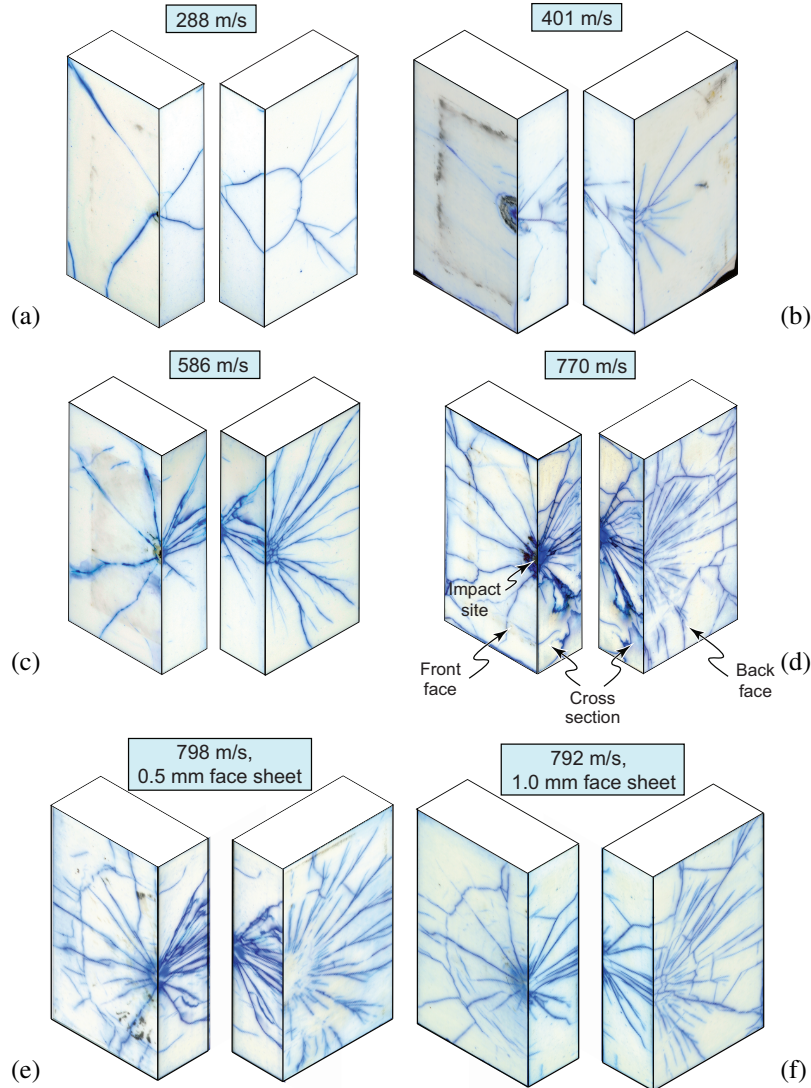 288 m/s
401 m/s
(a)
(b)
586 m/s
770 m/s
Impact
site
(c)
Front
face
Cross
section
Back
face
(d)
798 m/s,
0.5 mm face sheet
792 m/s,
1.0 mm face sheet
(e)
(f)